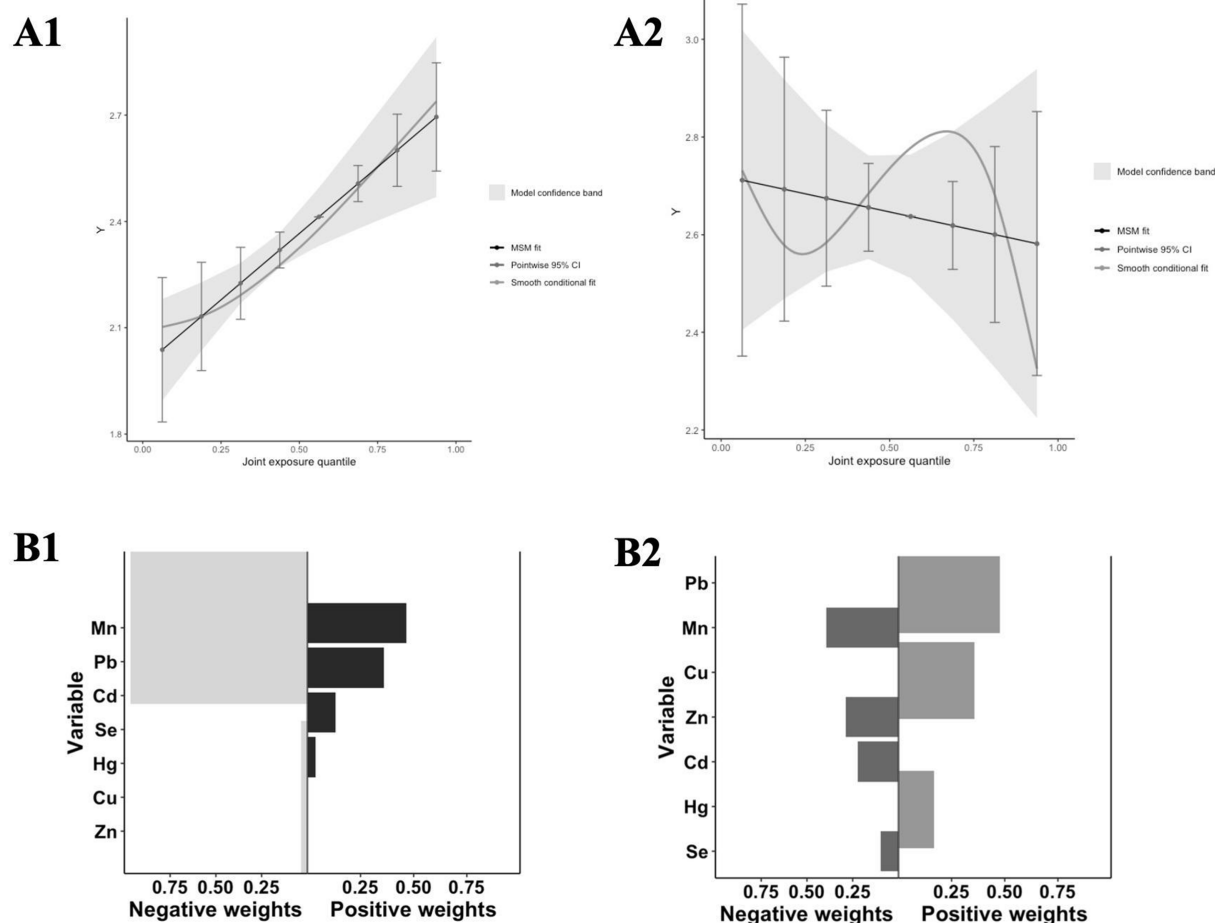 A1
Y
2.7
2.4
2.1
1.8
0.00
0.25
0.50
0.75
1.00
Joint exposure quantile
Model confidence band
MSM fit
Pointwise 95% CI
Smooth conditional fit
A2
Y
3.0
2.8
2.6
2.4
2.2
0.00
0.25
0.50
0.75
1.00
Joint exposure quantile
Model confidence band
MSM fit
Pointwise 95% CI
Smooth conditional fit
B1
Variable
Mn
Pb
Cd
Se
Hg
Cu
Zn
0.75 0.50 0.25
0.25 0.50 0.75
Negative weights
Positive weights
B2
Variable
Pb
Mn
Cu
Zn
Cd
Hg
Se
0.75 0.50 0.25
0.25 0.50 0.75
Negative weights
Positive weights